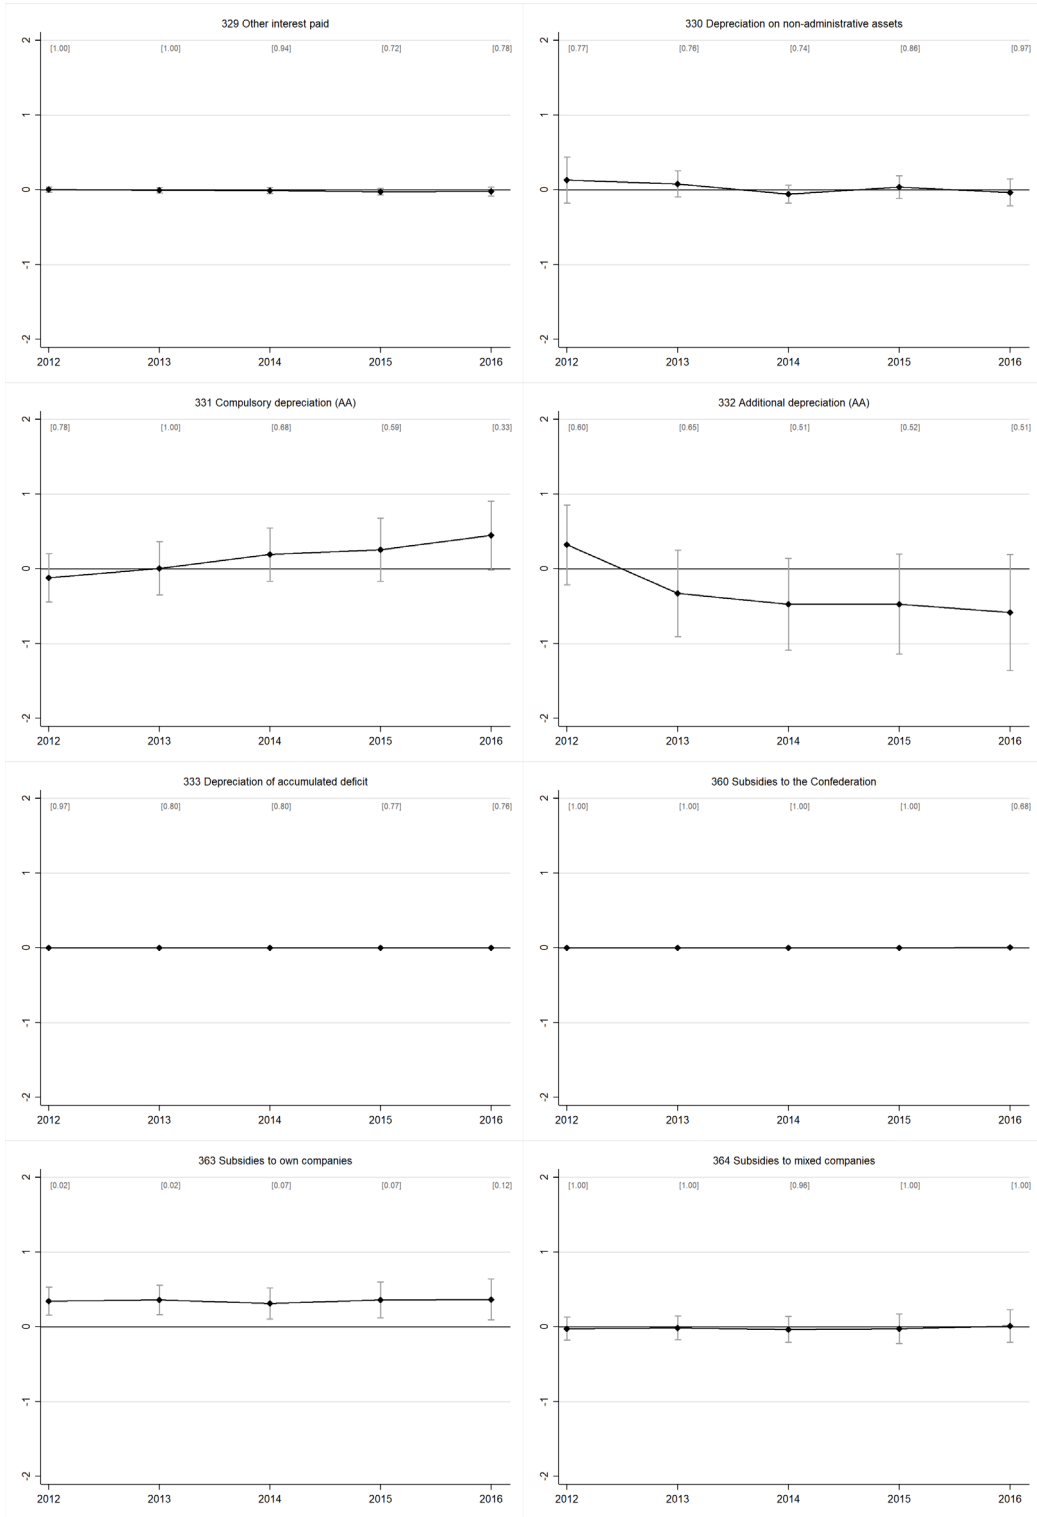 329 Other interest paid
2
[1.00] [1.00] [0.94] [0.72] [0.78]
1
0
-1
-2
2012 2013 2014 2015 2016
330 Depreciation on non-administrative assets
2
[0.77] [0.76] [0.74] [0.86] [0.97]
1
0
-1
-2
2012 2013 2014 2015 2016
331 Compulsory depreciation (AA)
2
[0.78] [1.00] [0.68] [0.59] [0.33]
1
0
-1
-2
2012 2013 2014 2015 2016
332 Additional depreciation (AA)
2
[0.60] [0.65] [0.51] [0.52] [0.51]
1
0
-1
-2
2012 2013 2014 2015 2016
333 Depreciation of accumulated deficit
2
[0.97] [0.80] [0.80] [0.77] [0.76]
1
0
-1
-2
2012 2013 2014 2015 2016
360 Subsidies to the Confederation
2
[1.00] [1.00] [1.00] [1.00] [0.68]
1
0
-1
-2
2012 2013 2014 2015 2016
363 Subsidies to own companies
2
[0.02] [0.02] [0.07] [0.07] [0.12]
1
0
-1
-2
2012 2013 2014 2015 2016
364 Subsidies to mixed companies
2
[1.00] [1.00] [0.96] [1.00] [1.00]
1
0
-1
-2
2012 2013 2014 2015 2016